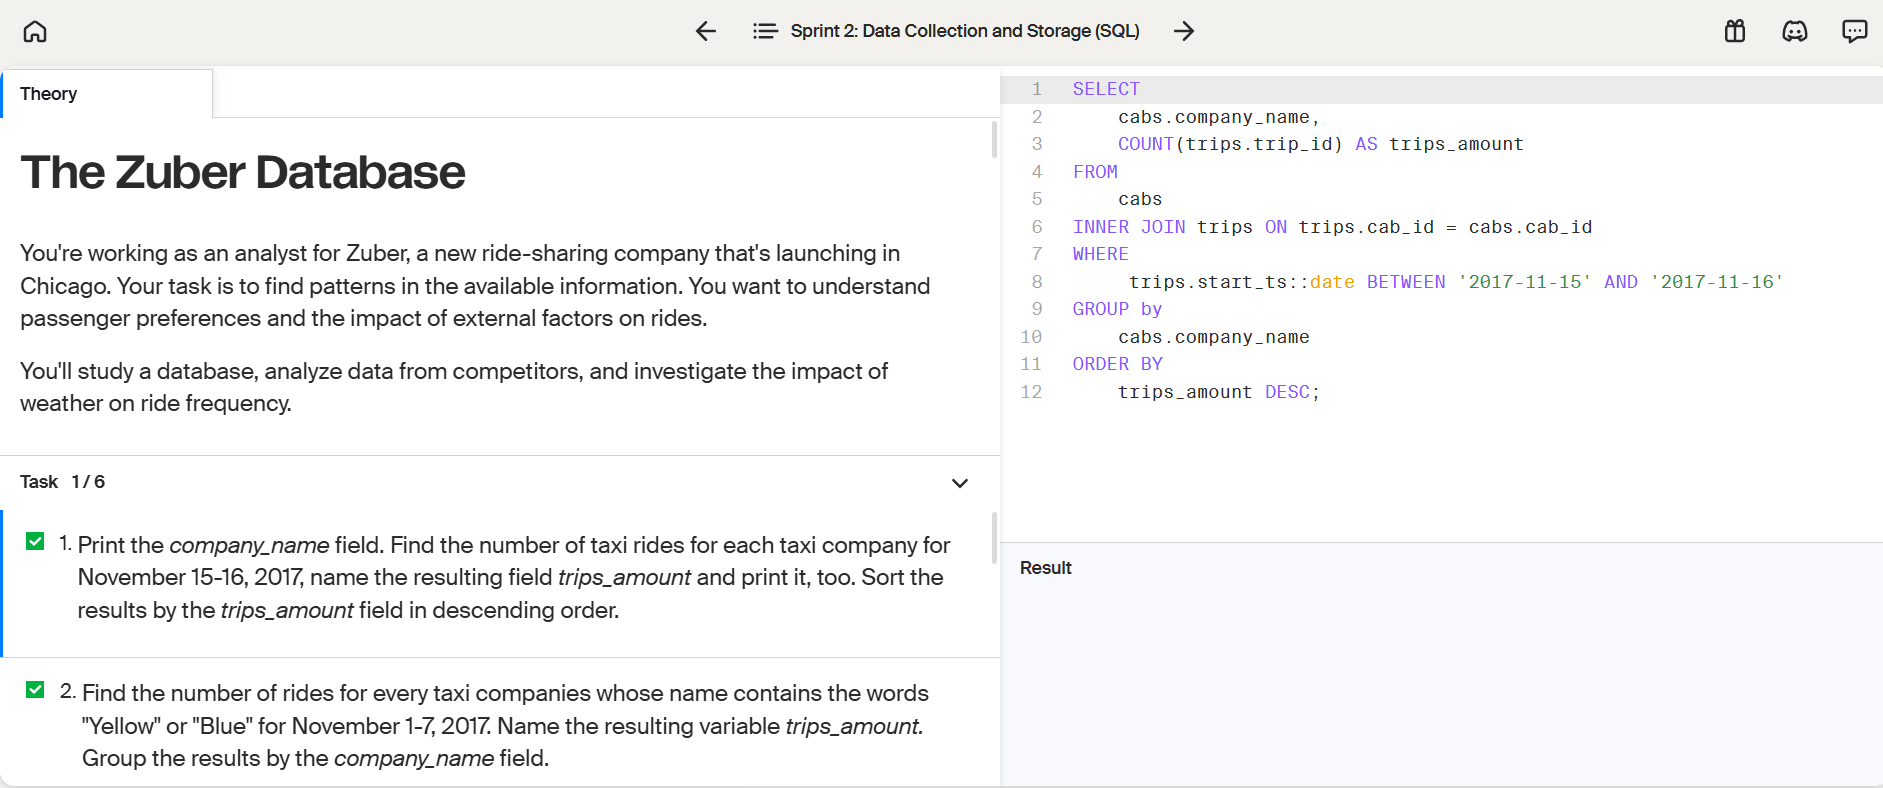 Sprint 2: Data Collection and Storage (SQL)
Theory
The Zuber Database
You're working as an analyst for Zuber, a new ride-sharing company that's launching in
Chicago. Your task is to find patterns in the available information. You want to understand
passenger preferences and the impact of external factors on rides.
You'll study a database, analyze data from competitors, and investigate the impact of
weather on ride frequency.
Task 1 / 6
1. Print the company_name field. Find the number of taxi rides for each taxi company for
November 15-16, 2017, name the resulting field trips_amount and print it, too. Sort the
results by the trips_amount field in descending order.
2. Find the number of rides for every taxi companies whose name contains the words
"Yellow" or "Blue" for November 1-7, 2017. Name the resulting variable trips_amount.
Group the results by the company_name field.
1 SELECT
2 cabs.company_name,
3 COUNT(trips.trip_id) AS trips_amount
4 FROM
5 cabs
6 INNER JOIN trips ON trips.cab_id = cabs.cab_id
7 WHERE
8 trips.start_ts::date BETWEEN '2017-11-15' AND '2017-11-16'
9 GROUP by
10 cabs.company_name
11 ORDER BY
12 trips_amount DESC;
Result